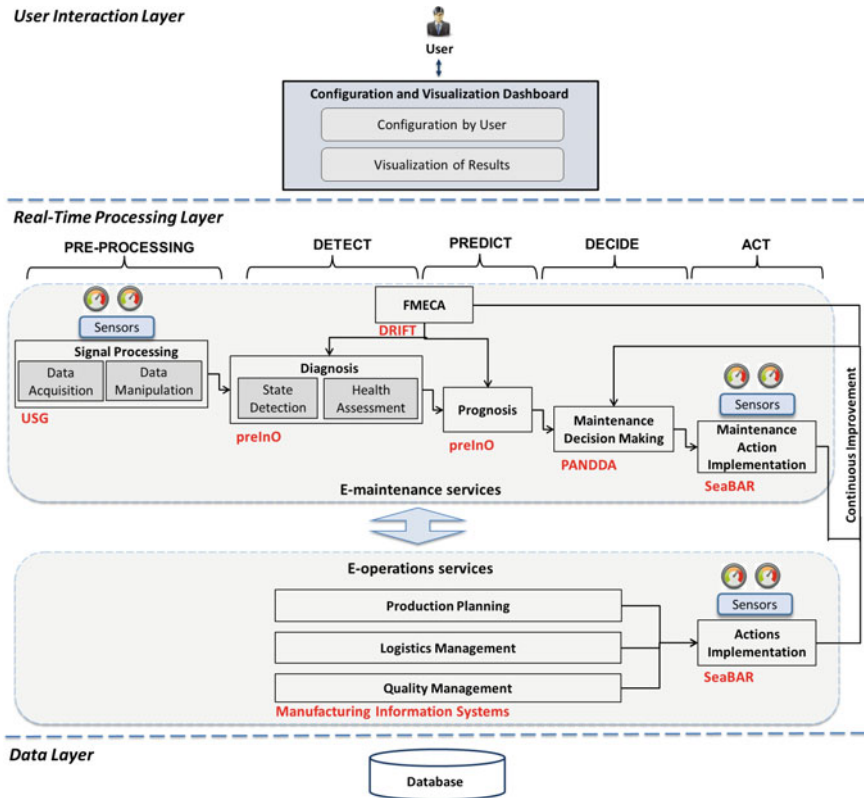 User Interaction Layer
User
Configuration and Visualization Dashboard
Configuration by User
Visualization of Results
Real-Time Processing Layer
PRE-PROCESSING
DETECT
PREDICT
DECIDE
ACT
FMECA
DRIFT
Sensors
Signal Processing
Data
Acquisition
Data
Manipulation
USG
Diagnosis
State
Detection
Health
Assessment
preInO
Prognosis
preInO
Maintenance
Decision Making
PANDDA
Sensors
Maintenance
Action
Implementation
SeaBAR
Continuous Improvement
E-maintenance services
E-operations services
Production Planning
Logistics Management
Quality Management
Manufacturing Information Systems
Sensors
Actions
Implementation
SeaBAR
Data Layer
Database